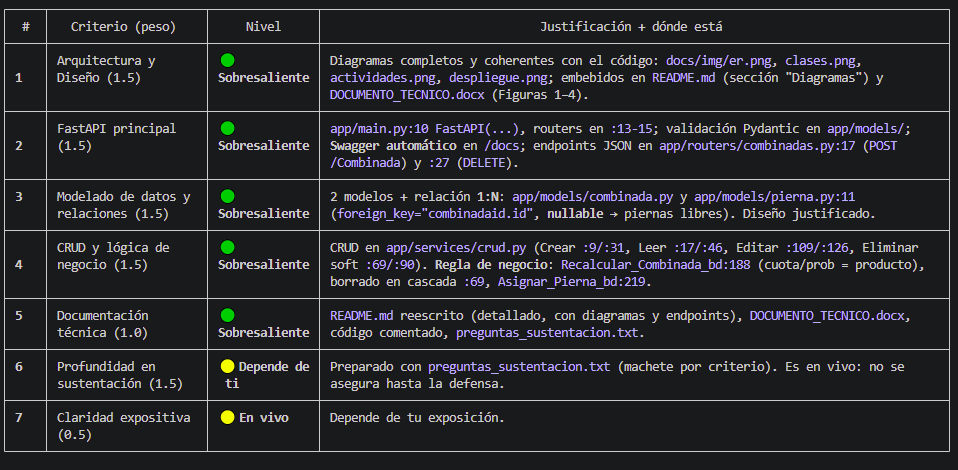 # Criterio (peso) Nivel Justificación + dónde está
1 Arquitectura y Diseño (1.5) Sobresaliente
Diagramas completos y coherentes con el código: docs/img/er.png, clases.png,
actividades.png, despliegue.png; embebidos en README.md (sección "Diagramas") y
DOCUMENTO_TECNICO.docx (Figuras 1–4).
2 FastAPI principal (1.5) Sobresaliente
app/main.py:10 FastAPI(...), routers en :13-15; validación Pydantic en app/models/;
Swagger automático en /docs; endpoints JSON en app/routers/combinadas.py:17 (POST
/Combinada) y :27 (DELETE).
3 Modelado de datos y relaciones (1.5) Sobresaliente
2 modelos + relación 1:N: app/models/combinada.py y app/models/pierna.py:11
(foreign_key="combinadaid.id", nullable → piernas libres). Diseño justificado.
4 CRUD y lógica de negocio (1.5) Sobresaliente
CRUD en app/services/crud.py (Crear :9/:31, Leer :17/:46, Editar :109/:126, Eliminar
soft :69/:90). Regla de negocio: Recalcular_Combinada_bd:188 (cuota/prob = producto),
borrado en cascada :69, Asignar_Pierna_bd:219.
5 Documentación técnica (1.0) Sobresaliente
README.md reescrito (detallado, con diagramas y endpoints), DOCUMENTO_TECNICO.docx,
código comentado, preguntas_sustentacion.txt.
6 Profundidad en sustentación (1.5) Depende de ti
Preparado con preguntas_sustentacion.txt (machete por criterio). Es en vivo: no se
asegura hasta la defensa.
7 Claridad expositiva (0.5) En vivo
Depende de tu exposición.